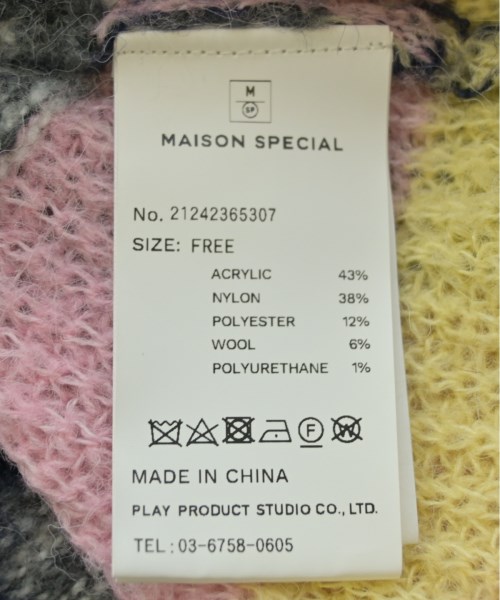 M
SP
MAISON SPECIAL
No. 21242365307
SIZE: FREE
ACRYLIC 43%
NYLON 38%
POLYESTER 12%
WOOL 6%
POLYURETHANE 1%
F W
MADE IN CHINA
PLAY PRODUCT STUDIO CO., LTD.
TEL : 03-6758-0605